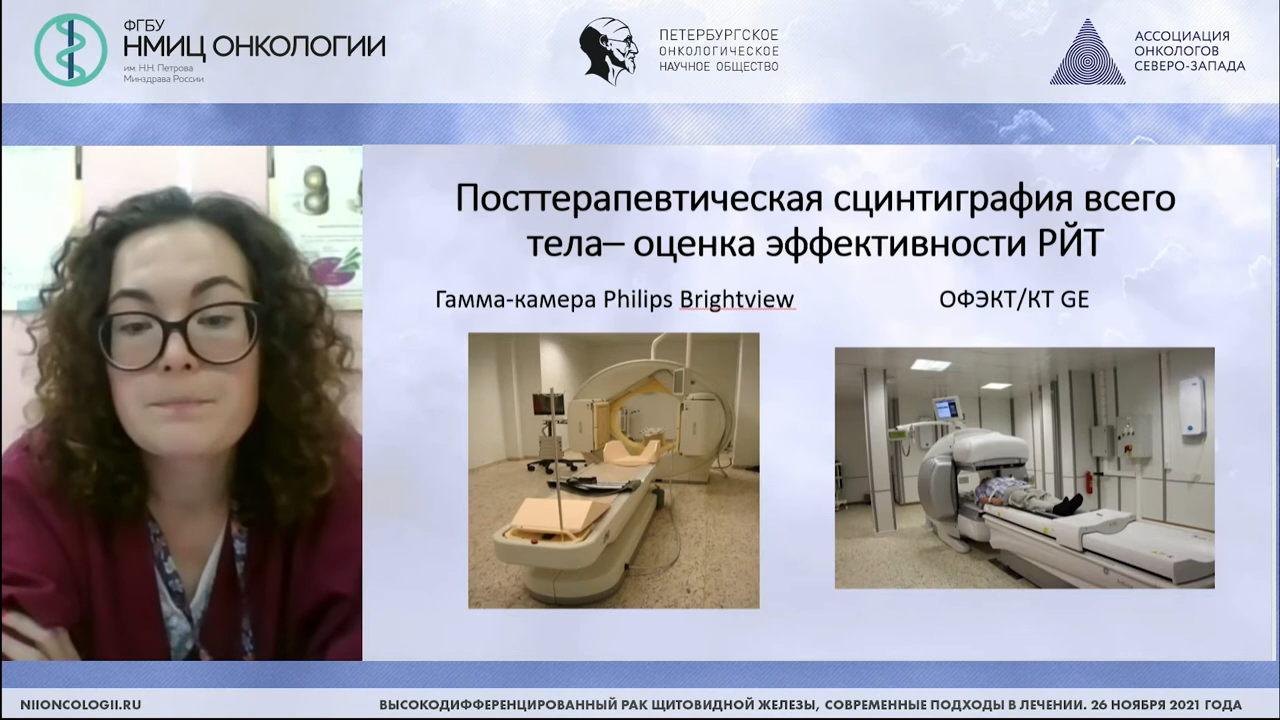 ФГБУ
НМИЦ ОНКОЛОГИИ
им. Н.Н. Петрова
Минздрава России
ПЕТЕРБУРГСКОЕ
ОНКОЛОГИЧЕСКОЕ
НАУЧНОЕ ОБЩЕСТВО
АССОЦИАЦИЯ
ОНКОЛОГОВ
СЕВЕРО-ЗАПАДА
Посттерапевтическая сцинтиграфия всего
тела– оценка эффективности РЙТ
Гамма-камера Philips Brightview
ОФЭКТ/КТ GE
NIIONCOLOGII.RU
ВЫСОКОДИФФЕРЕНЦИРОВАННЫЙ РАК ЩИТОВИДНОЙ ЖЕЛЕЗЫ, СОВРЕМЕННЫЕ ПОДХОДЫ В ЛЕЧЕНИИ. 26 НОЯБРЯ 2021 ГОДА